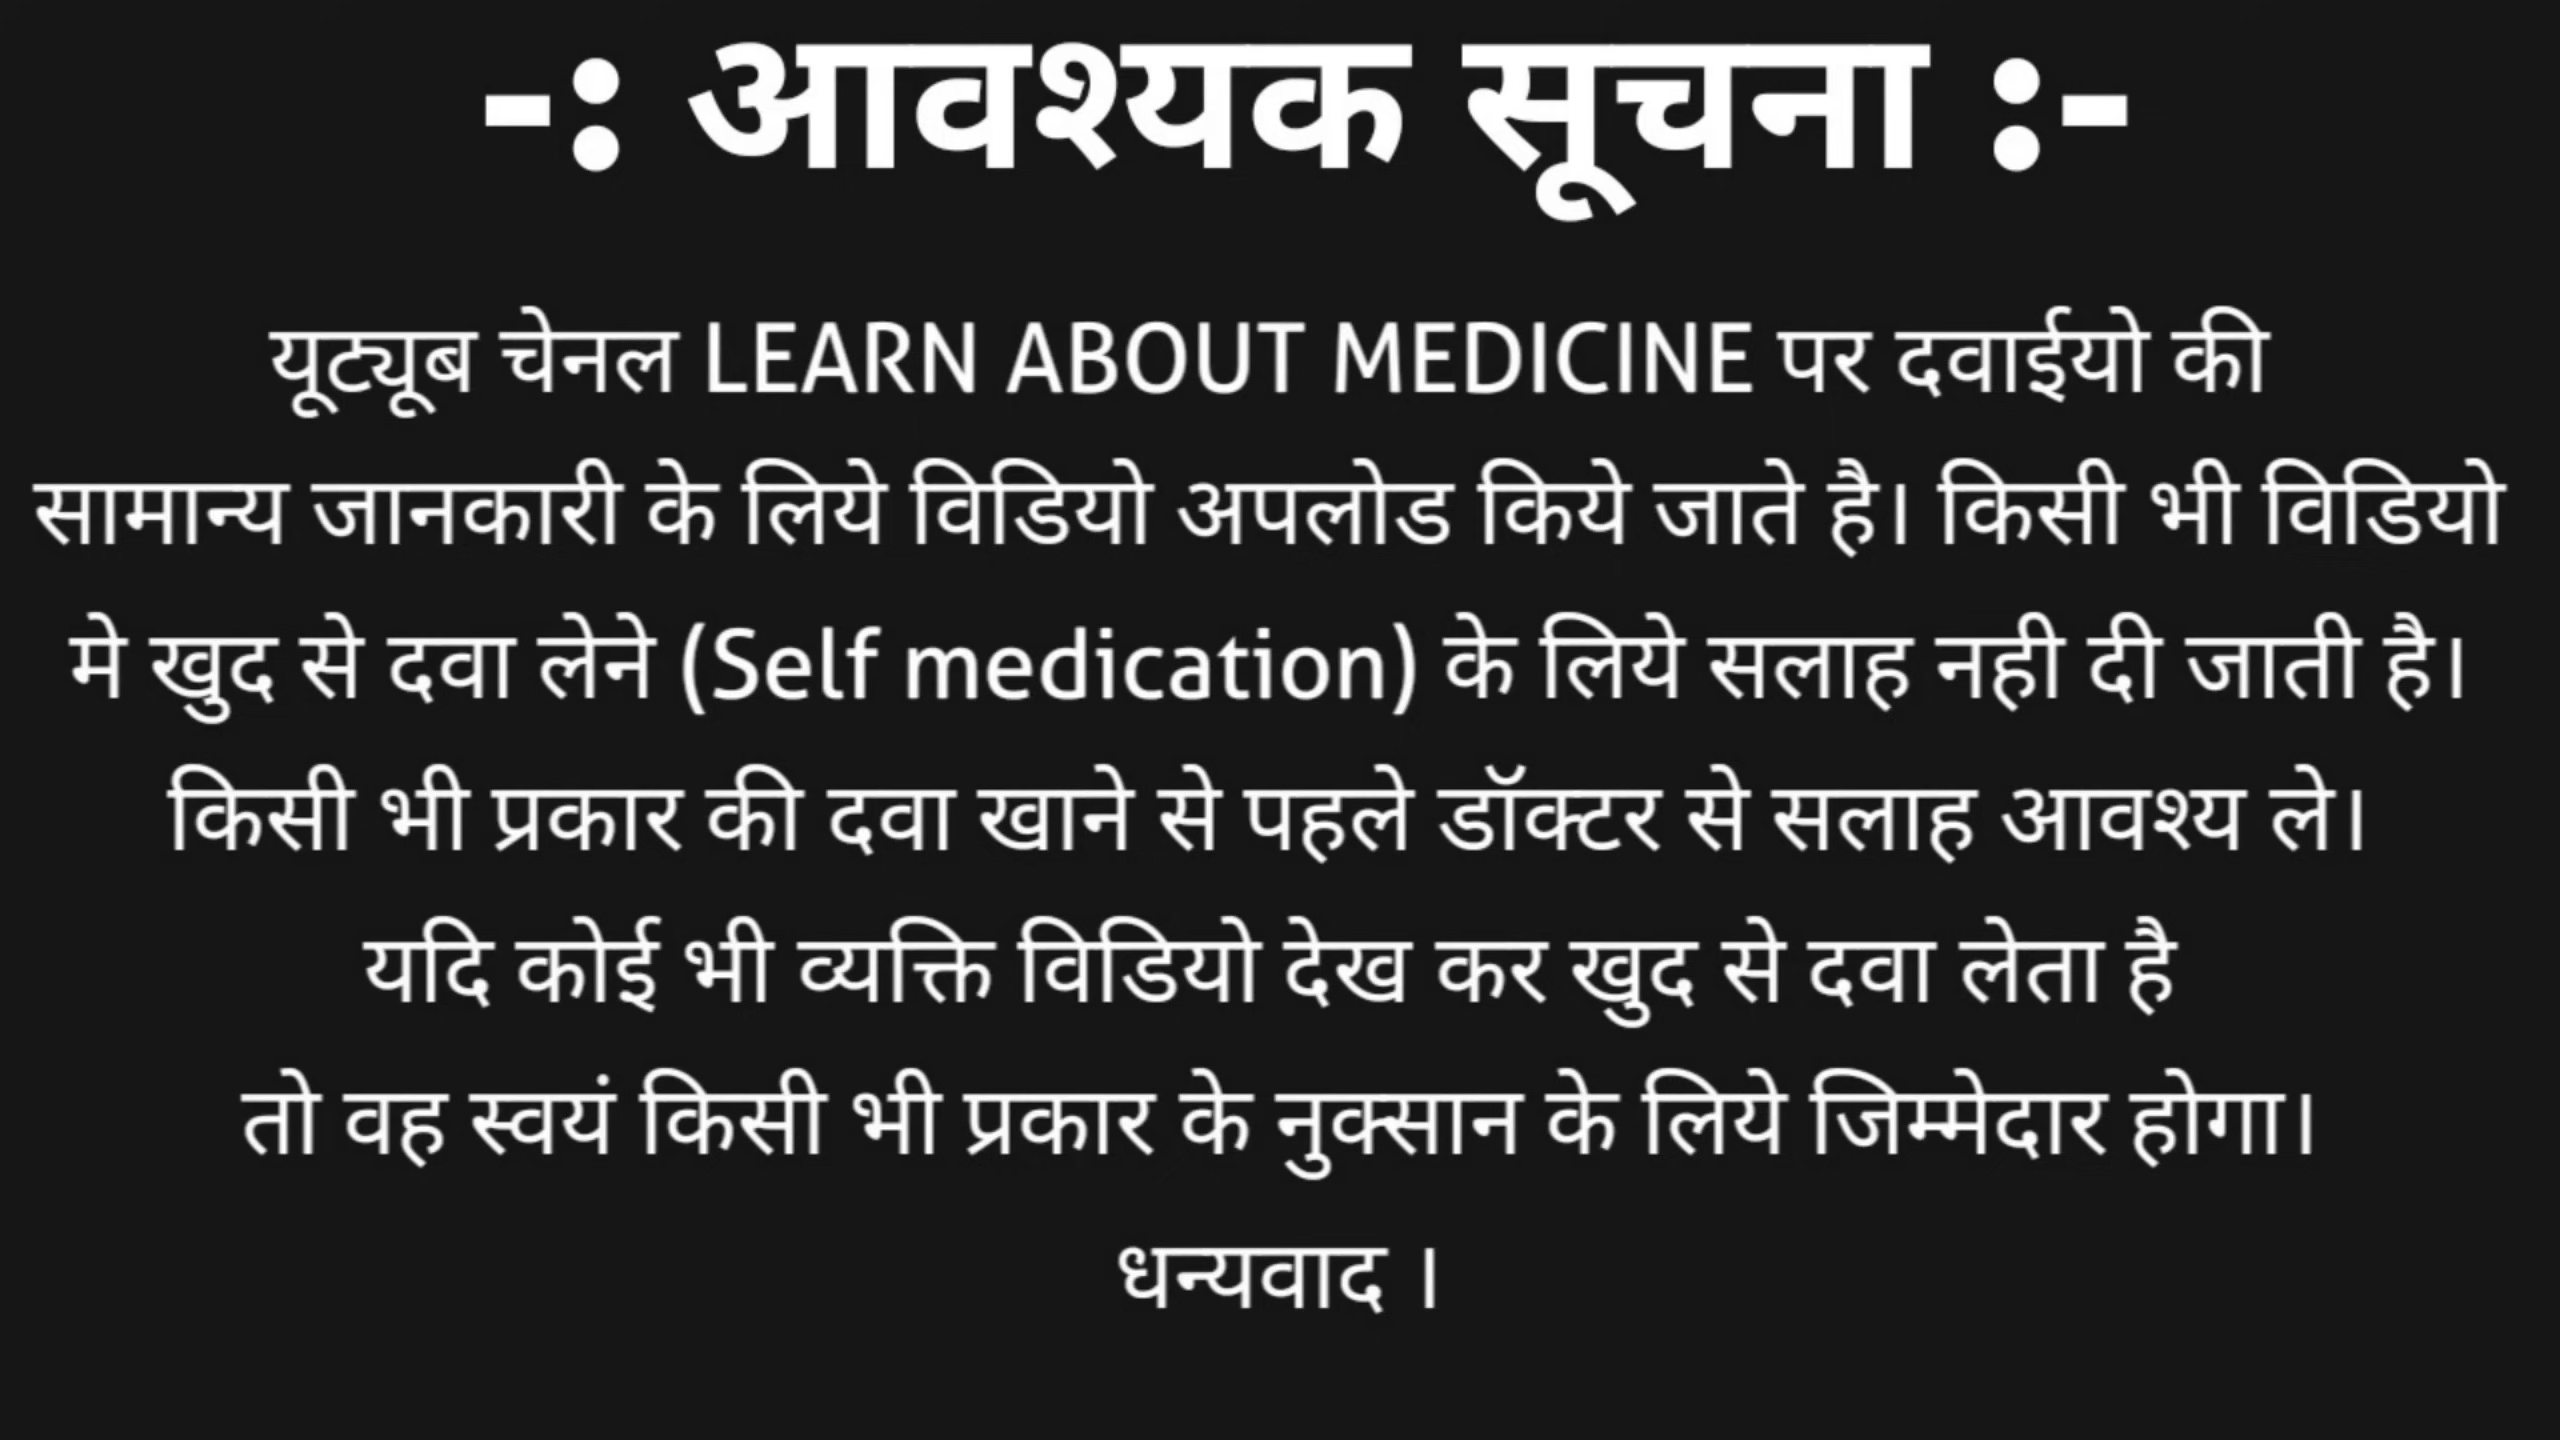 -: आवश्यक सूचना :-
यूट्यूब चेनल LEARN ABOUT MEDICINE पर दवाईयो की
सामान्य जानकारी के लिये विडियो अपलोड किये जाते है। किसी भी विडियो
मे खुद से दवा लेने (Self medication) के लिये सलाह नही दी जाती है।
किसी भी प्रकार की दवा खाने से पहले डॉक्टर से सलाह आवश्य ले।
यदि कोई भी व्यक्ति विडियो देख कर खुद से दवा लेता है
तो वह स्वयं किसी भी प्रकार के नुक्सान के लिये जिम्मेदार होगा।
धन्यवाद ।